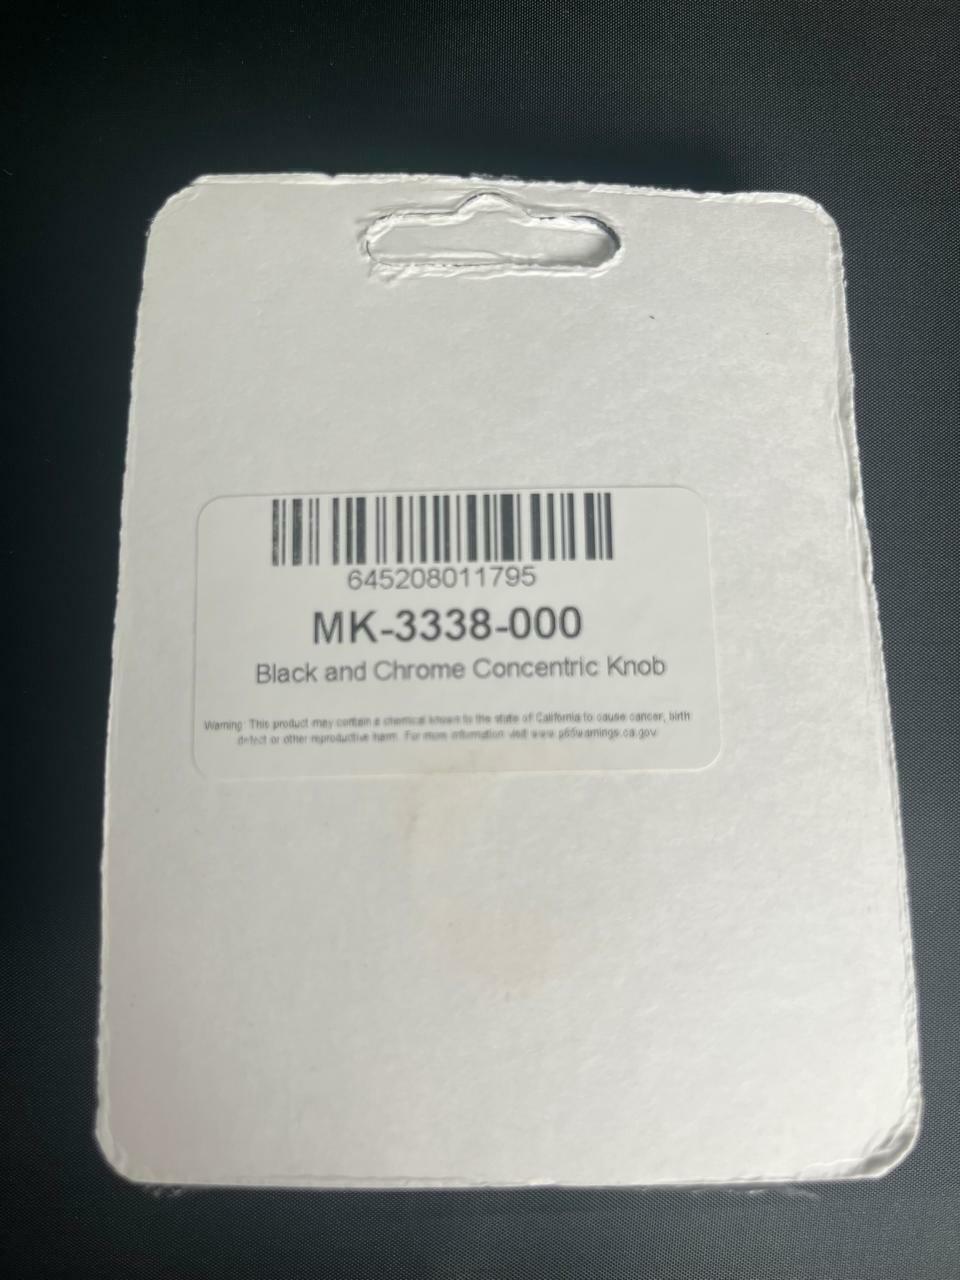 645208011795
MK-3338-000
Black and Chrome Concentric Knob
Warning: This product may contain a chemical known to the state of California to cause cancer, birth
defect or other reproductive harm. For more information visit www.p65warnings.ca.gov